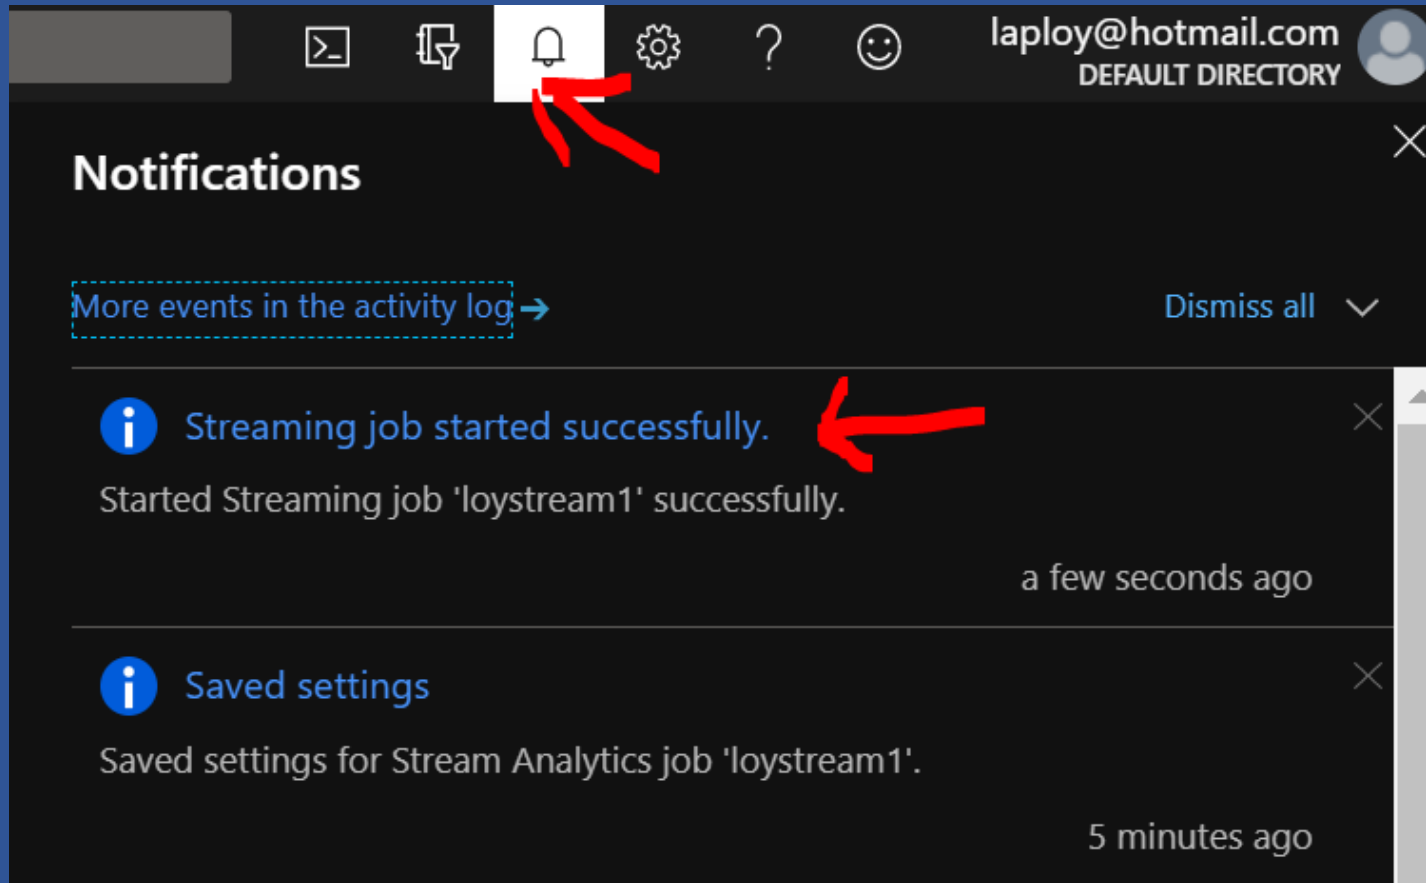 laploy@hotmail.com
DEFAULT DIRECTORY
Notifications
More events in the activity log
Dismiss all
Streaming job started successfully.
Started Streaming job 'loystream1' successfully.
a few seconds ago
Saved settings
Saved settings for Stream Analytics job 'loystream1'.
5 minutes ago